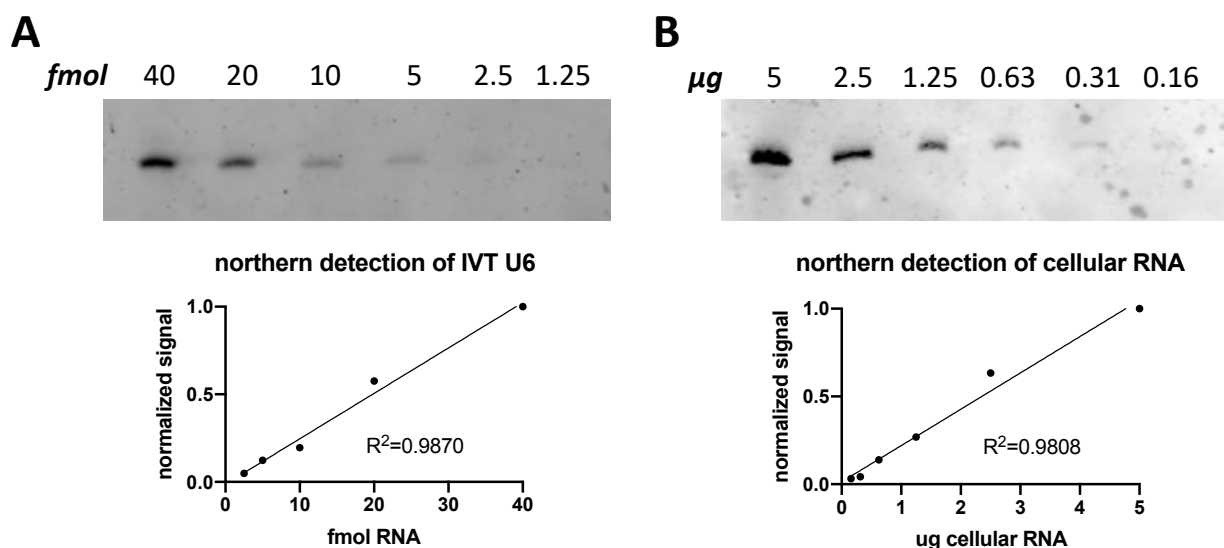 A
fmol 40 20 10 5 2.5 1.25
northern detection of IVT U6
normalized signal
1.0
0.5
0.0
R²=0.9870
0 10 20 30 40
fmol RNA
B
µg 5 2.5 1.25 0.63 0.31 0.16
northern detection of cellular RNA
normalized signal
1.0
0.5
0.0
R²=0.9808
0 1 2 3 4 5
ug cellular RNA